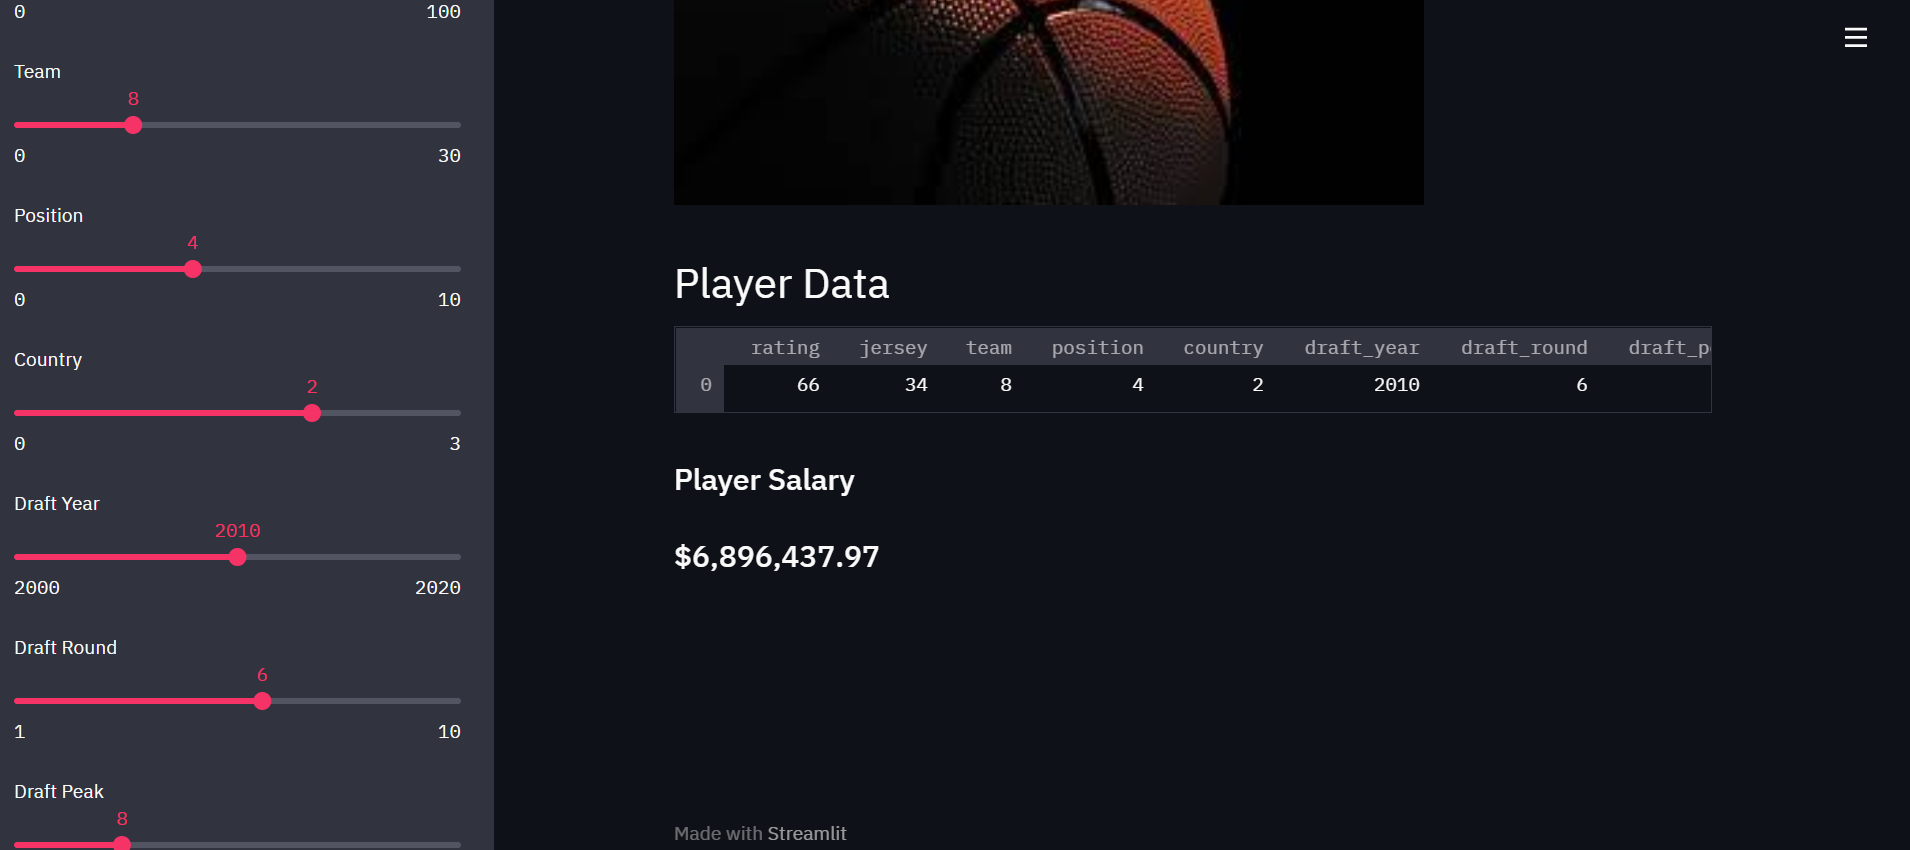 0 100
Team
8
0 30
Position
4
0 10
Country
2
0 3
Draft Year
2010
2000 2020
Draft Round
6
1 10
Draft Peak
8
Player Data
rating jersey team position country draft_year draft_round draft_p
0 66 34 8 4 2 2010 6
Player Salary
$6,896,437.97
Made with Streamlit